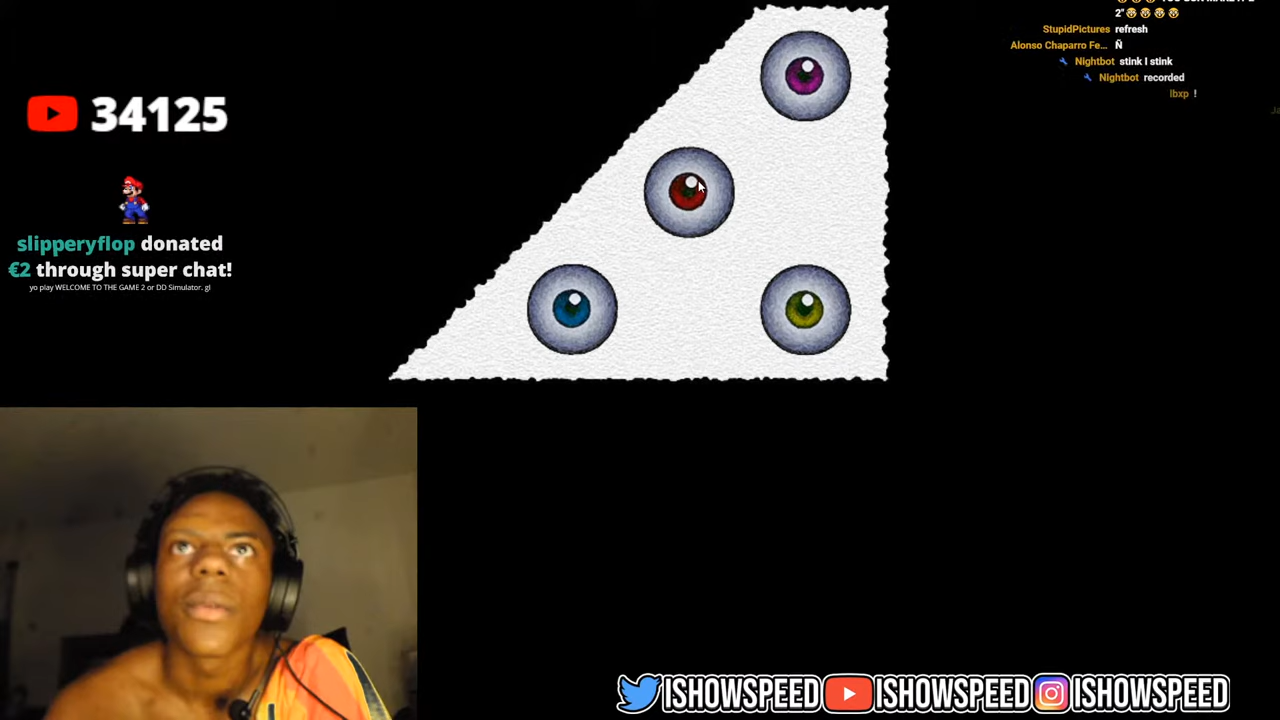 2"
StupidPictures refresh
Alonso Chaparro Fe... Ñ
Nightbot stink I stink
Nightbot recorded
lbxp !
34125
slipperyflop donated
€2 through super chat!
yo play WELCOME TO THE GAME 2 or DD Simulator. gl
ISHOWSPEED ISHOWSPEED ISHOWSPEED